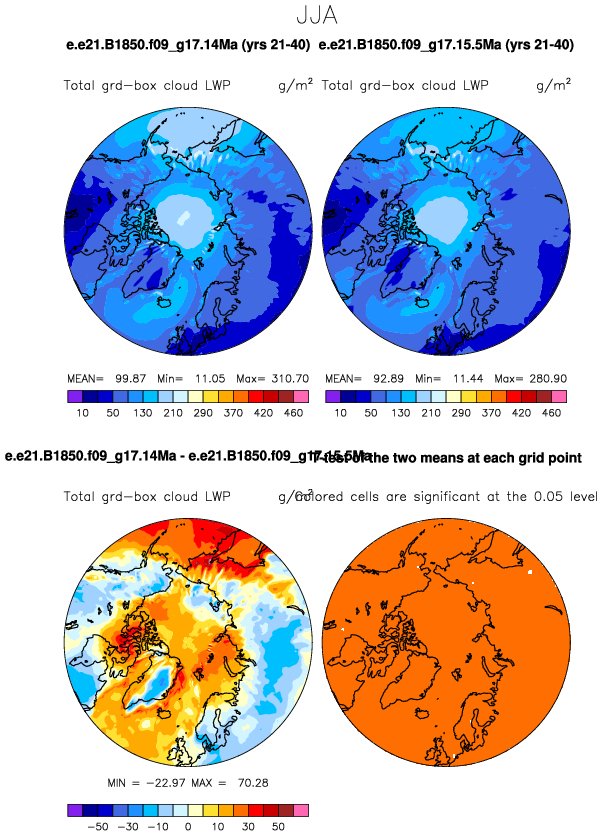 JJA
e.e21.B1850.f09_g17.14Ma (yrs 21-40) e.e21.B1850.f09_g17.15.5Ma (yrs 21-40)
Total grd-box cloud LWP g/m² Total grd-box cloud LWP g/m²
MEAN= 99.87 Min= 11.05 Max= 310.70 MEAN= 92.89 Min= 11.44 Max= 280.90
10 50 130 210 290 370 420 460 10 50 130 210 290 370 420 460
e.e21.B1850.f09_g17.14Ma - e.e21.B1850.f09_g17.15.5Ma T-test of the two means at each grid point
Total grd-box cloud LWP g/m² Colored cells are significant at the 0.05 level
MIN = -22.97 MAX = 70.28
-50 -30 -10 0 10 30 50